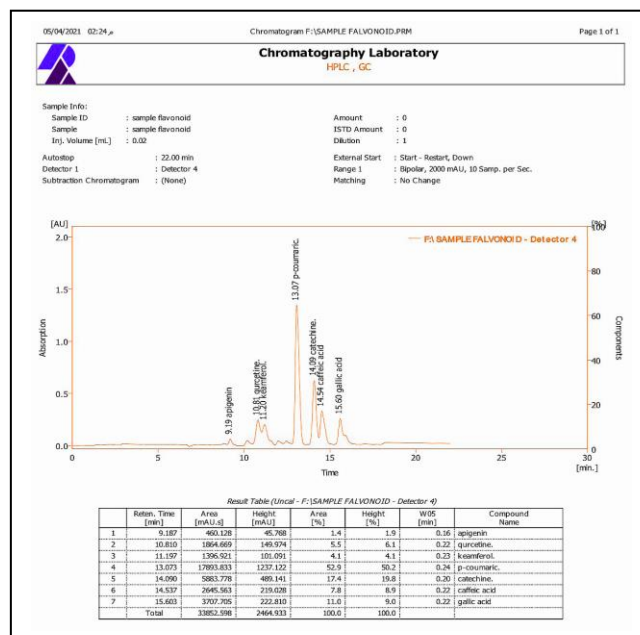 05/04/2021 02:24 م Chromatogram F:\SAMPLE FALVONOID.PRM Page 1 of 1
Chromatography Laboratory
HPLC , GC
Sample Info:
Sample ID : sample flavonoid Amount : 0
Sample : sample flavonoid ISTD Amount : 0
Inj. Volume [mL] : 0.02 Dilution : 1
Autostop : 22.00 min External Start : Start - Restart, Down
Detector 1 : Detector 4 Range 1 : Bipolar, 2000 mAU, 10 Samp. per Sec.
Subtraction Chromatogram : (None) Matching : No Change
[AU] [%]
2.0 100
F:\ SAMPLE FALVONOID - Detector 4
80
1.5
60
1.0
40
0.5
20
0.0 0
Absorption
Components
9.19 apigenin
10.81 qurcetine.
11.20 keamferol.
13.07 p-coumaric.
14.09 catechine.
14.54 caffeic acid
15.60 gallic acid
0 5 10 15 20 25 30
Time [min.]
Result Table (Uncal - F:\SAMPLE FALVONOID - Detector 4)
Reten. Time [min] Area [mAU.s] Height [mAU] Area [%] Height [%] W05 [min] Compound Name
1 9.187 460.128 45.768 1.4 1.9 0.16 apigenin
2 10.810 1864.669 149.974 5.5 6.1 0.22 qurcetine.
3 11.197 1396.921 101.091 4.1 4.1 0.23 keamferol.
4 13.073 17893.833 1237.122 52.9 50.2 0.24 p-coumaric.
5 14.090 5883.778 489.141 17.4 19.8 0.20 catechine.
6 14.537 2645.563 219.028 7.8 8.9 0.22 caffeic acid
7 15.603 3707.705 222.810 11.0 9.0 0.22 gallic acid
Total 33852.598 2464.933 100.0 100.0